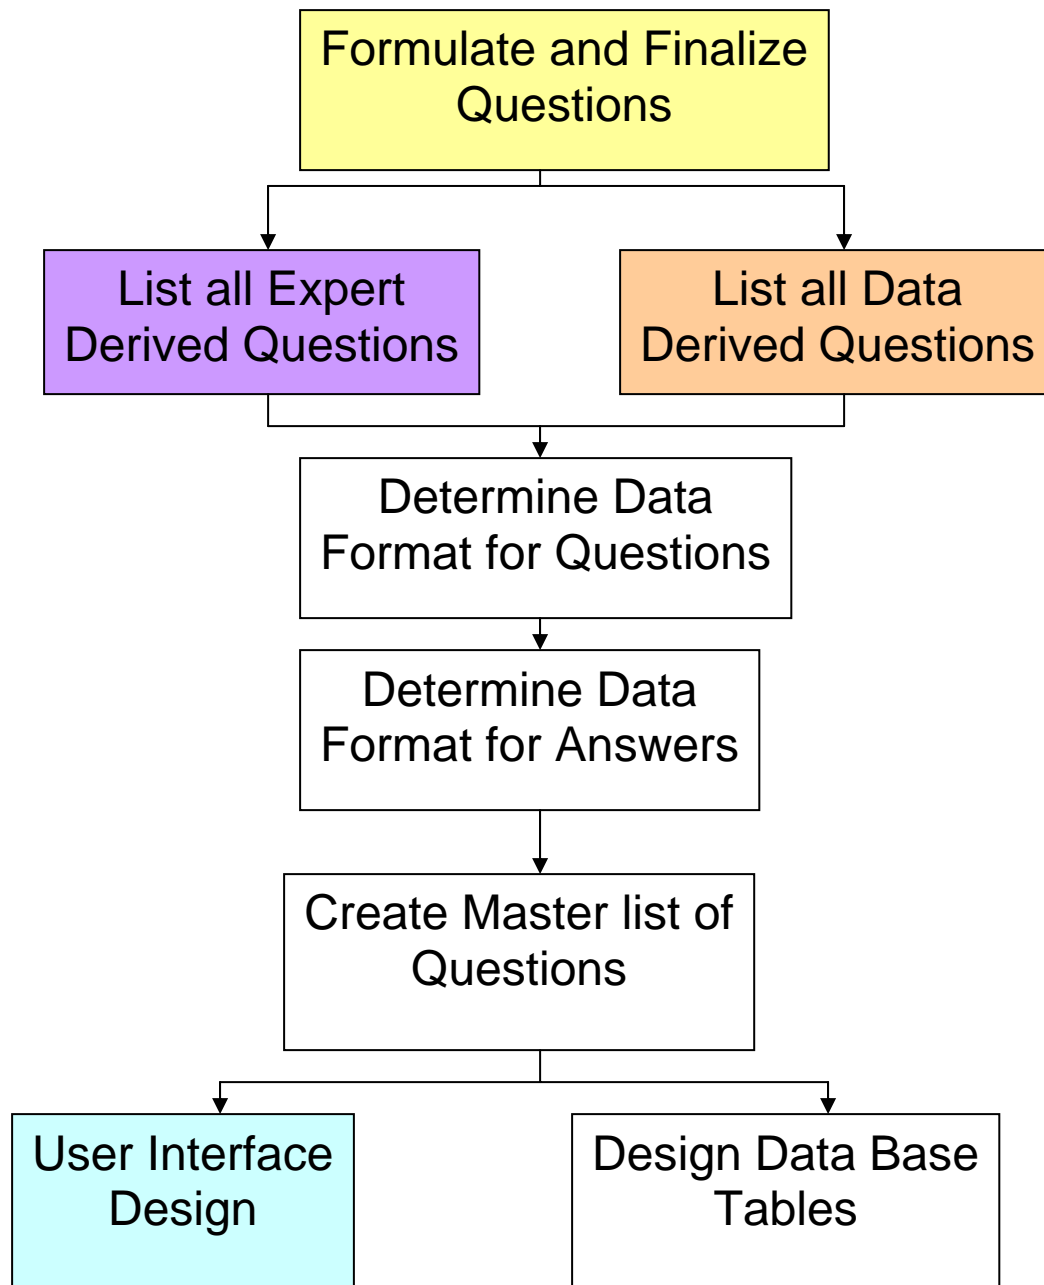 Formulate and Finalize
Questions
List all Expert
Derived Questions
List all Data
Derived Questions
Determine Data
Format for Questions
Determine Data
Format for Answers
Create Master list of
Questions
User Interface
Design
Design Data Base
Tables